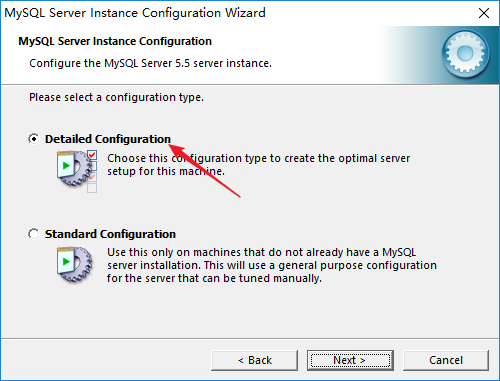 MySQL Server Instance Configuration Wizard
MySQL Server Instance Configuration
Configure the MySQL Server 5.5 server instance.
Please select a configuration type.
Detailed Configuration
Choose this configuration type to create the optimal server
setup for this machine.
Standard Configuration
Use this only on machines that do not already have a MySQL
server installation. This will use a general purpose configuration
for the server that can be tuned manually.
< Back
Next >
Cancel